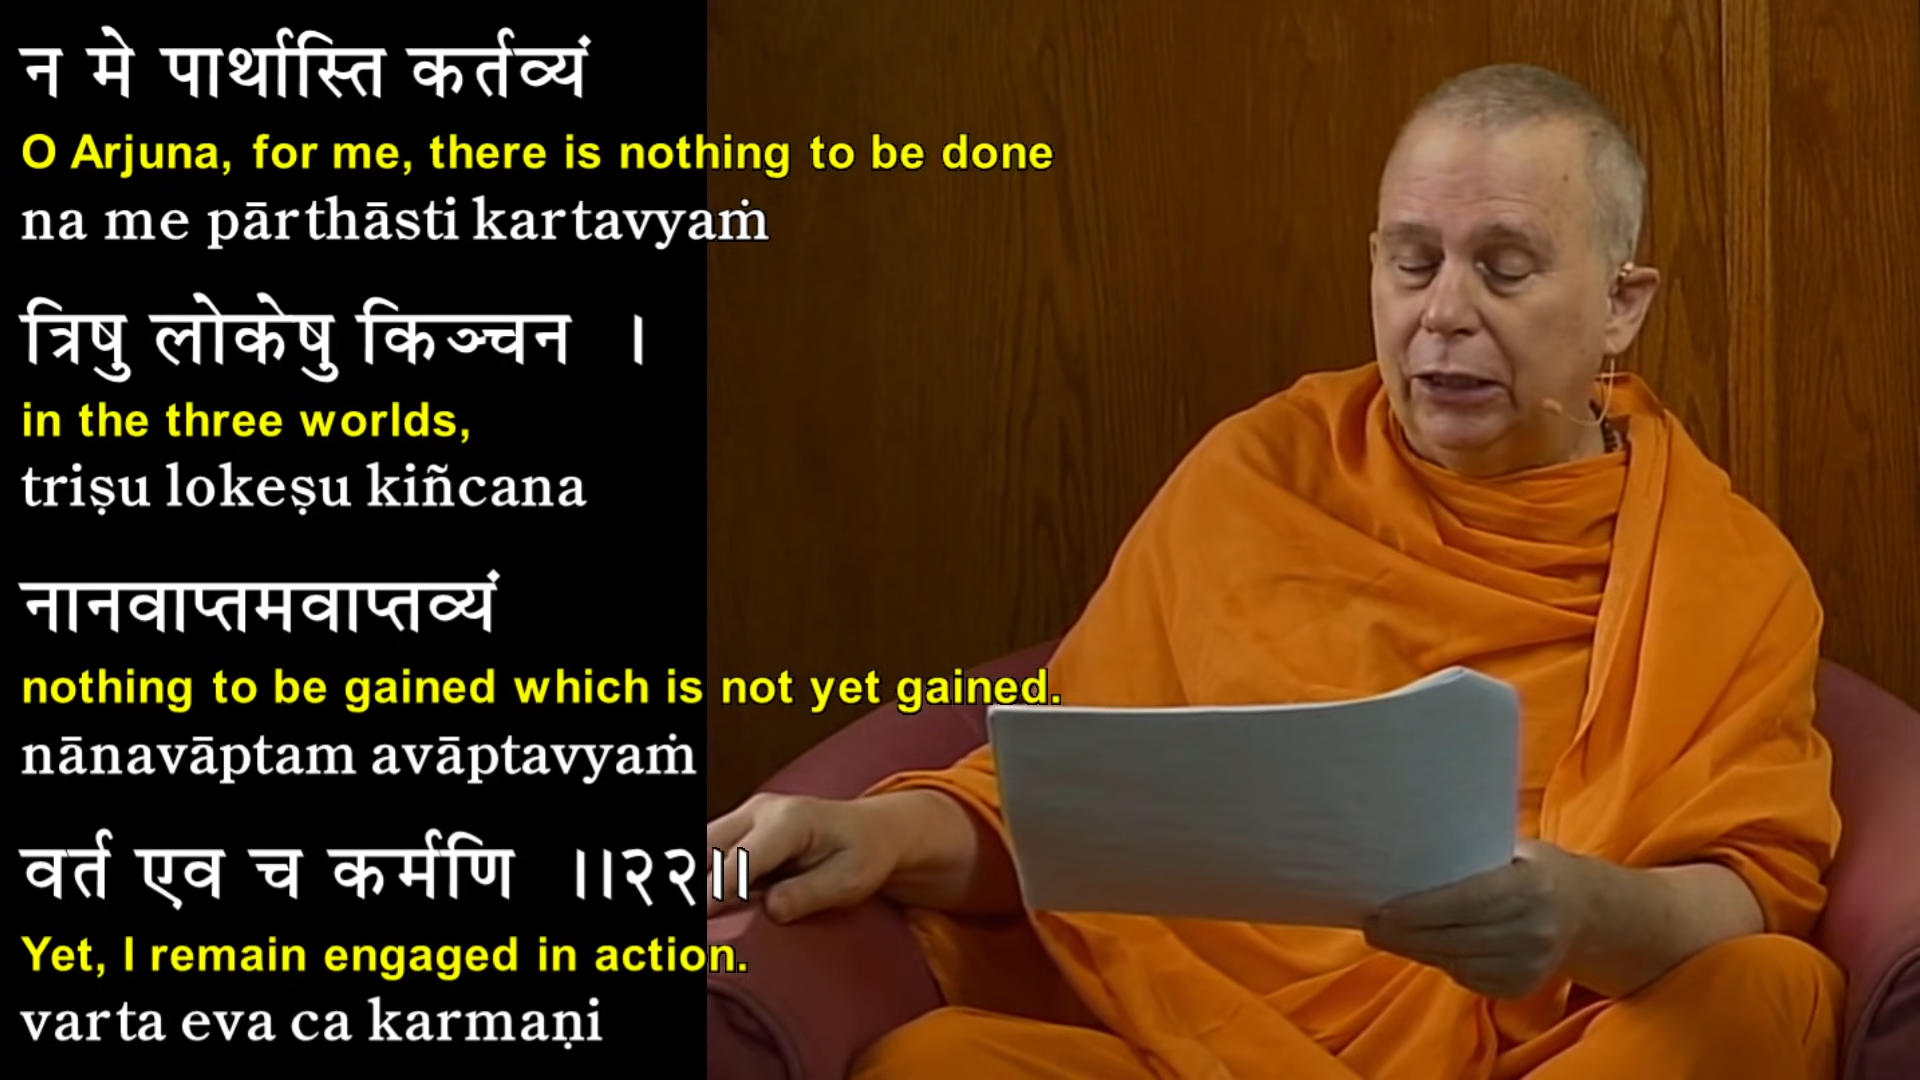 न मे पार्थास्ति कर्तव्यं
O Arjuna, for me, there is nothing to be done
na me pārthāsti kartavyaṁ
त्रिषु लोकेषु किञ्चन ।
in the three worlds,
triṣu lokeṣu kiñcana
नानवाप्तमवाप्तव्यं
nothing to be gained which is not yet gained.
nānavāptam avāptavyaṁ
वर्त एव च कर्मणि ।।२२।।
Yet, I remain engaged in action.
varta eva ca karmaṇi